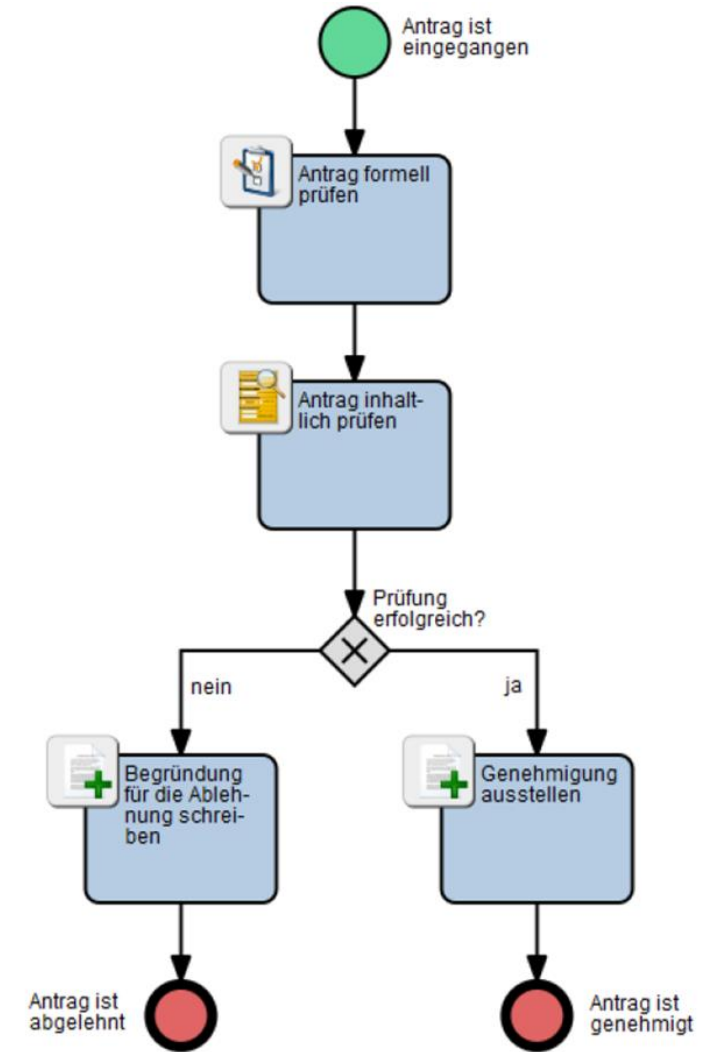 Antrag ist
eingegangen
Antrag formell
prüfen
Antrag inhalt-
lich prüfen
Prüfung
erfolgreich?
nein
ja
Begründung
für die Ableh-
nung schrei-
ben
Genehmigung
ausstellen
Antrag ist
abgelehnt
Antrag ist
genehmigt